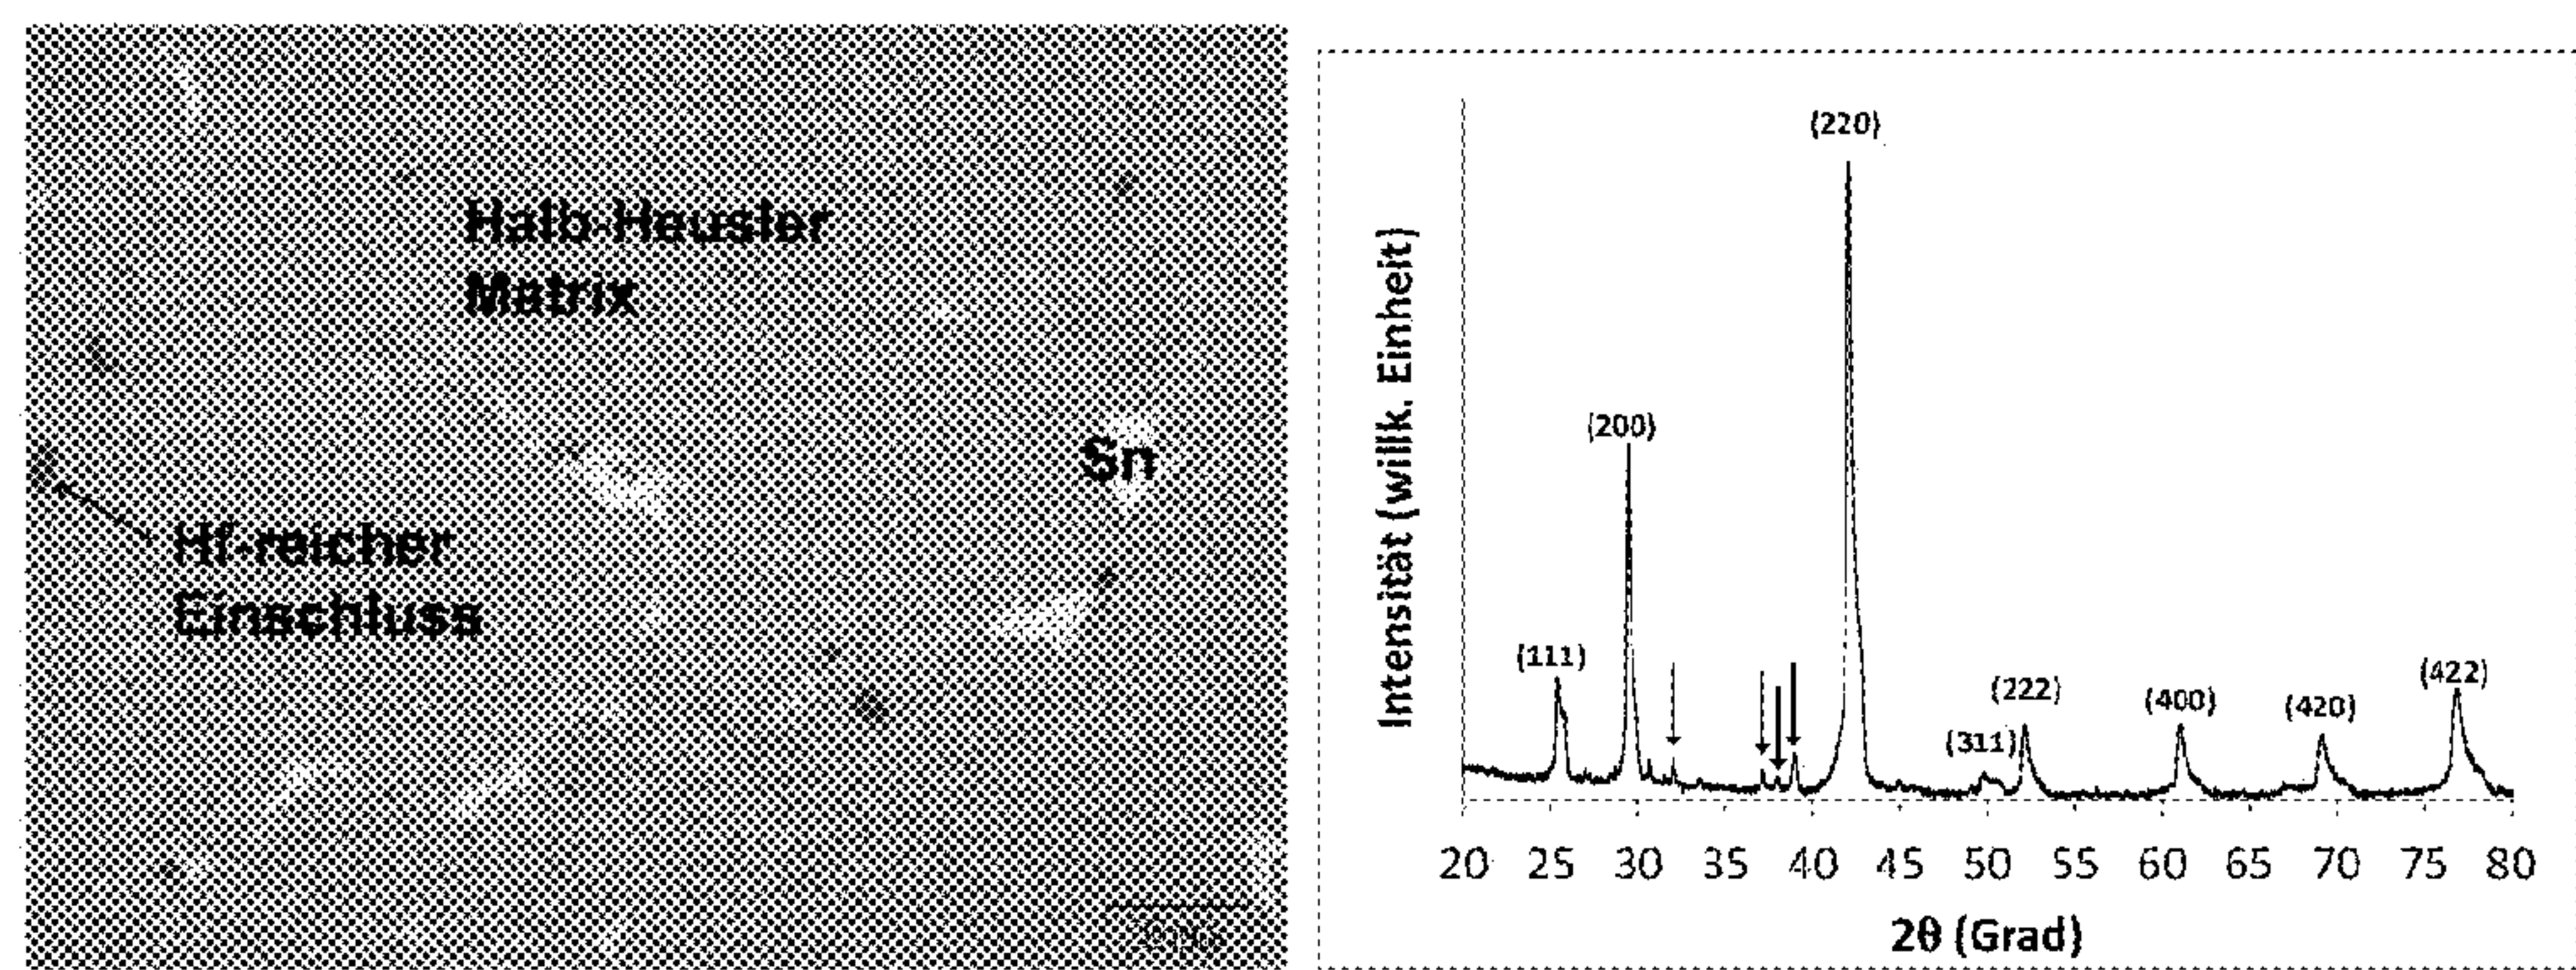 Halb-Heusler
Matrix
Sn
Hf-reicher
Einschluss
(220)
(200)
(111)
(311)
(222)
(400)
(420)
(422)
Intensität (willk. Einheit)
20 25 30 35 40 45 50 55 60 65 70 75 80
2θ (Grad)